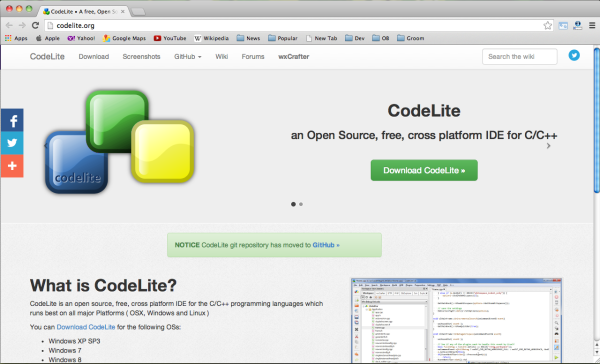 CodeLite • A free, Open S
codelite.org
Apps Apple Yahoo! Google Maps YouTube Wikipedia News Popular New Tab Dev OB Groom
CodeLite Download Screenshots GitHub Wiki Forums wxCrafter Search the wiki
codelite
CodeLite
an Open Source, free, cross platform IDE for C/C++
Download CodeLite »
NOTICE CodeLite git repository has moved to GitHub »
What is CodeLite?
CodeLite is an open source, free, cross platform IDE for the C/C++ programming languages which
runs best on all major Platforms ( OSX, Windows and Linux )
You can Download CodeLite for the following OSs:
• Windows XP SP3
• Windows 7
• Windows 8